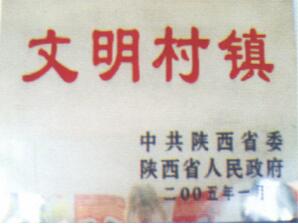 文明村镇
中共陕西省委
陕西省人民政府
二00五年一月